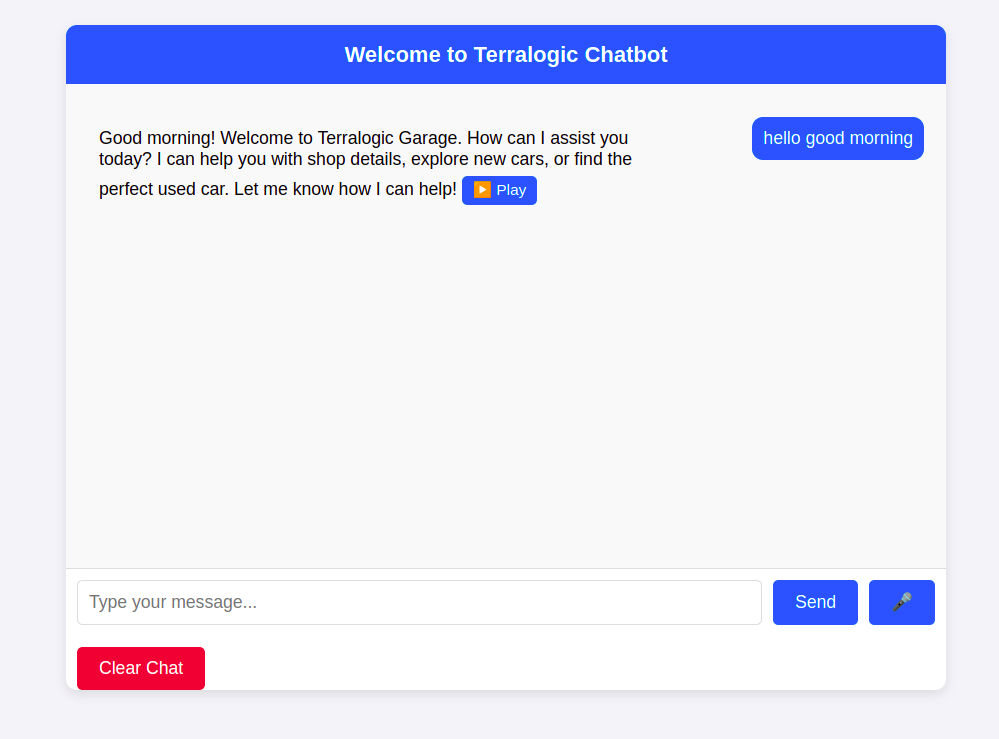 Welcome to Terralogic Chatbot
hello good morning
Good morning! Welcome to Terralogic Garage. How can I assist you
today? I can help you with shop details, explore new cars, or find the
perfect used car. Let me know how I can help! ▶️ Play
Type your message...
Send
Clear Chat